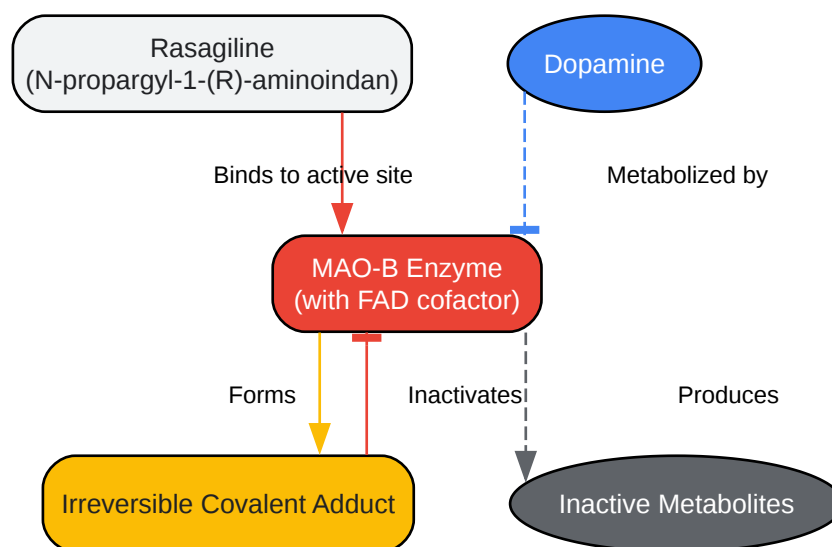 Rasagiline
(N-propargyl-1-(R)-aminoindan)
Dopamine
Binds to active site
Metabolized by
MAO-B Enzyme
(with FAD cofactor)
Forms
Inactivates
Produces
Irreversible Covalent Adduct
Inactive Metabolites